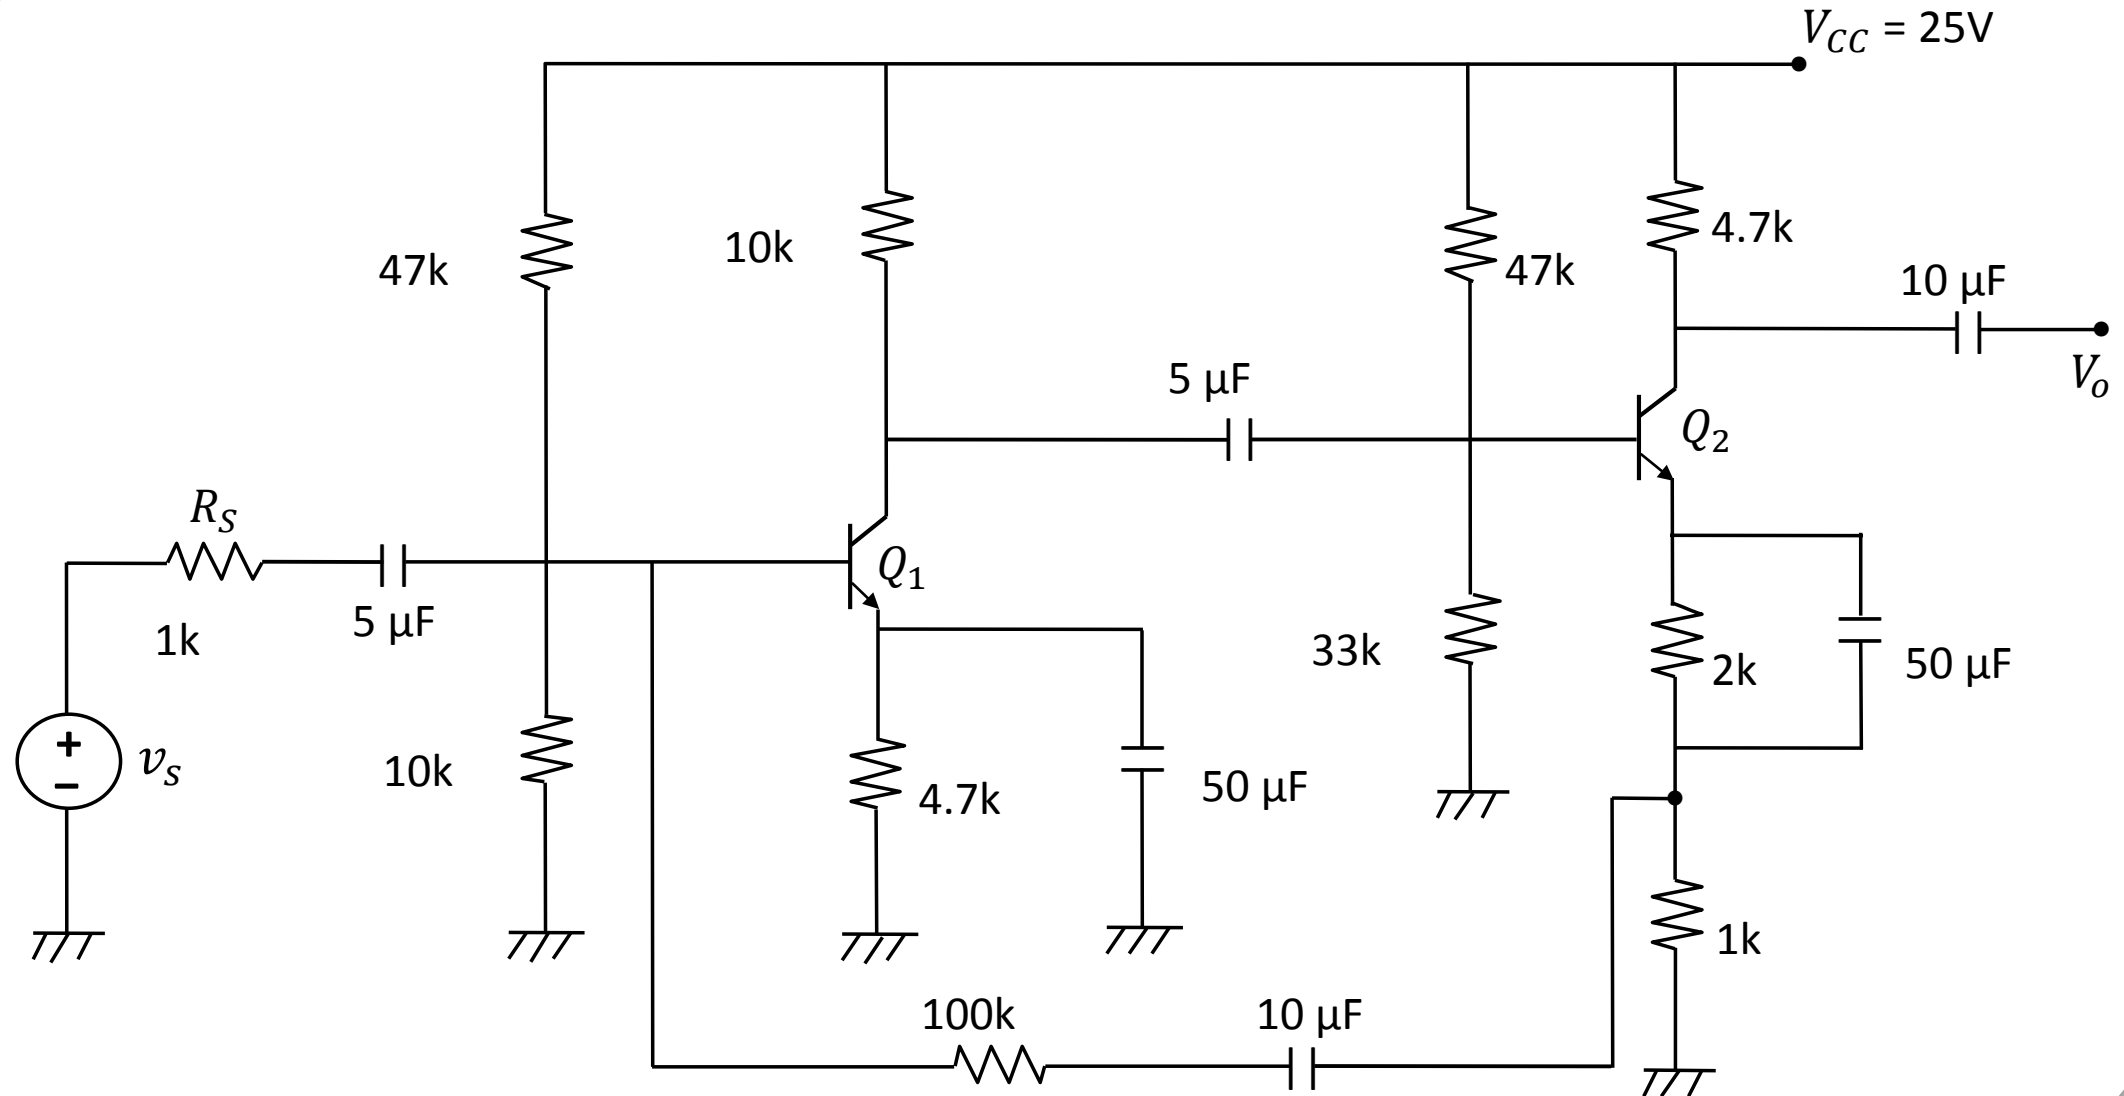 V_CC = 25V
47k
10k
47k
4.7k
10 µF
V_o
5 µF
Q_2
R_S
1k
5 µF
Q_1
33k
2k
50 µF
+
−
v_s
10k
4.7k
50 µF
1k
100k
10 µF